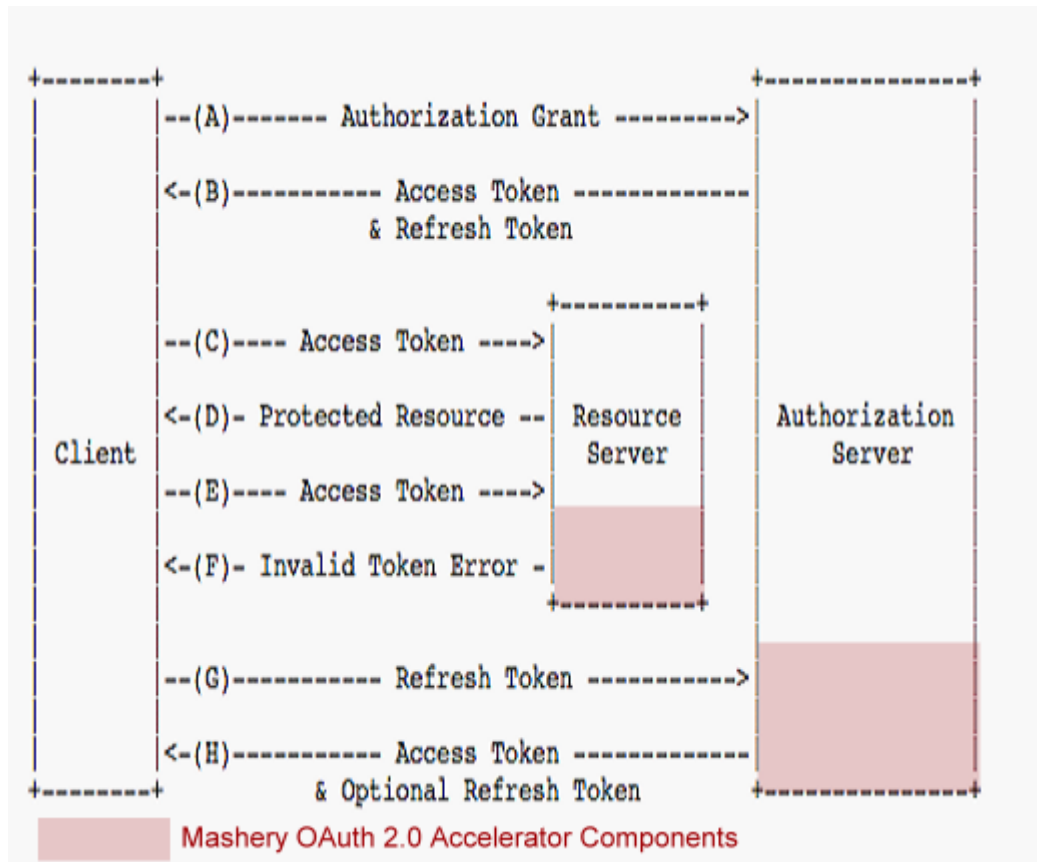 +--------+ +---------------+
--(A)------- Authorization Grant --------->
<-(B)----------- Access Token -------------
& Refresh Token
+----------+
--(C)---- Access Token ---->
<-(D)- Protected Resource -- Resource Authorization
Client Server Server
--(E)---- Access Token ---->
<-(F)- Invalid Token Error -
+----------+
--(G)----------- Refresh Token ----------->
<-(H)----------- Access Token -------------
+--------+ & Optional Refresh Token +---------------+
Mashery OAuth 2.0 Accelerator Components